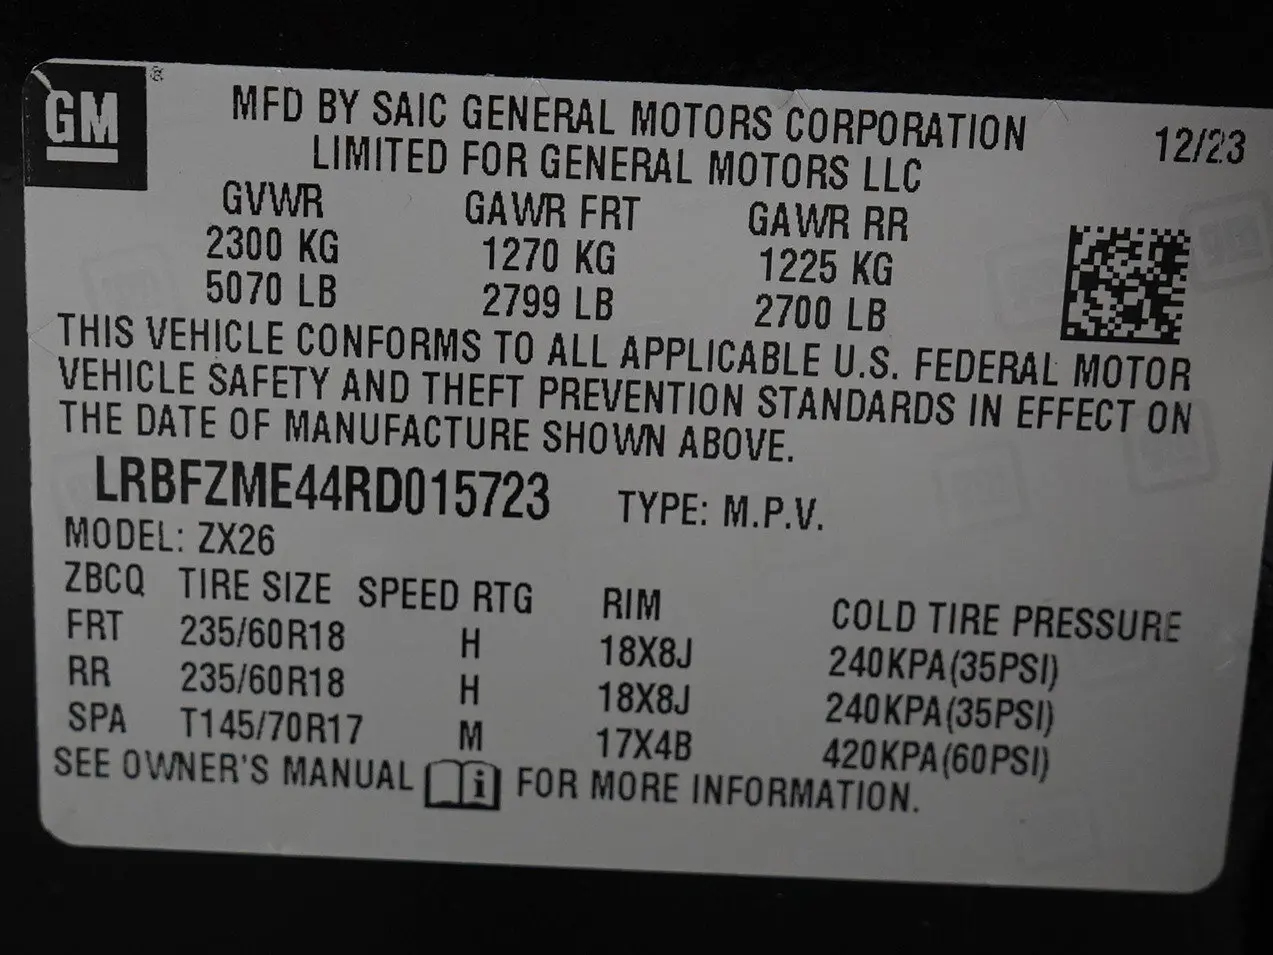 GM ®
MFD BY SAIC GENERAL MOTORS CORPORATION 12/23
LIMITED FOR GENERAL MOTORS LLC
GVWR GAWR FRT GAWR RR
2300 KG 1270 KG 1225 KG
5070 LB 2799 LB 2700 LB
THIS VEHICLE CONFORMS TO ALL APPLICABLE U.S. FEDERAL MOTOR
VEHICLE SAFETY AND THEFT PREVENTION STANDARDS IN EFFECT ON
THE DATE OF MANUFACTURE SHOWN ABOVE.
LRBFZME44RD015723 TYPE: M.P.V.
MODEL: ZX26
ZBCQ TIRE SIZE SPEED RTG RIM COLD TIRE PRESSURE
FRT 235/60R18 H 18X8J 240KPA(35PSI)
RR 235/60R18 H 18X8J 240KPA(35PSI)
SPA T145/70R17 M 17X4B 420KPA(60PSI)
SEE OWNER'S MANUAL i FOR MORE INFORMATION.